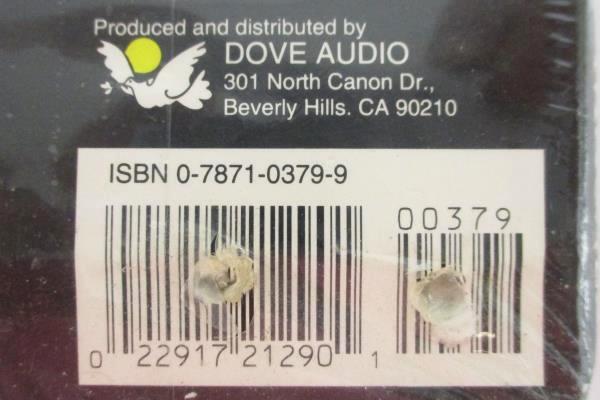 Produced and distributed by
DOVE AUDIO
301 North Canon Dr.,
Beverly Hills. CA 90210
ISBN 0-7871-0379-9
00379
0 22917 21290 1